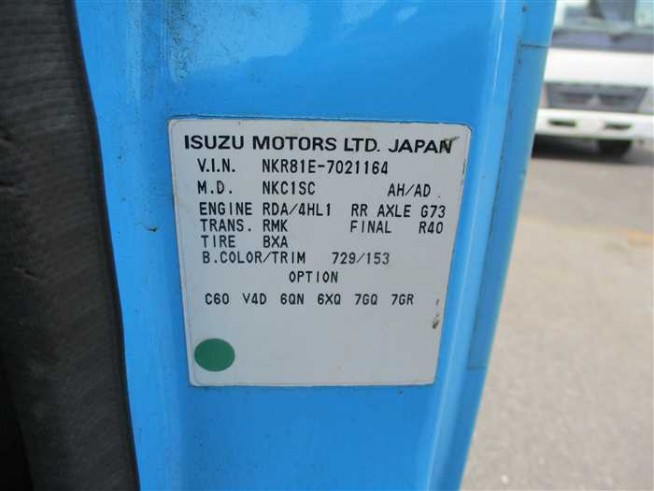 ISUZU MOTORS LTD. JAPAN
V.I.N. NKR81E-7021164
M.D. NKC1SC AH/AD
ENGINE RDA/4HL1 RR AXLE G73
TRANS. RMK FINAL R40
TIRE BXA
B.COLOR/TRIM 729/153
OPTION
C60 V4D 6QN 6XQ 7GQ 7GR